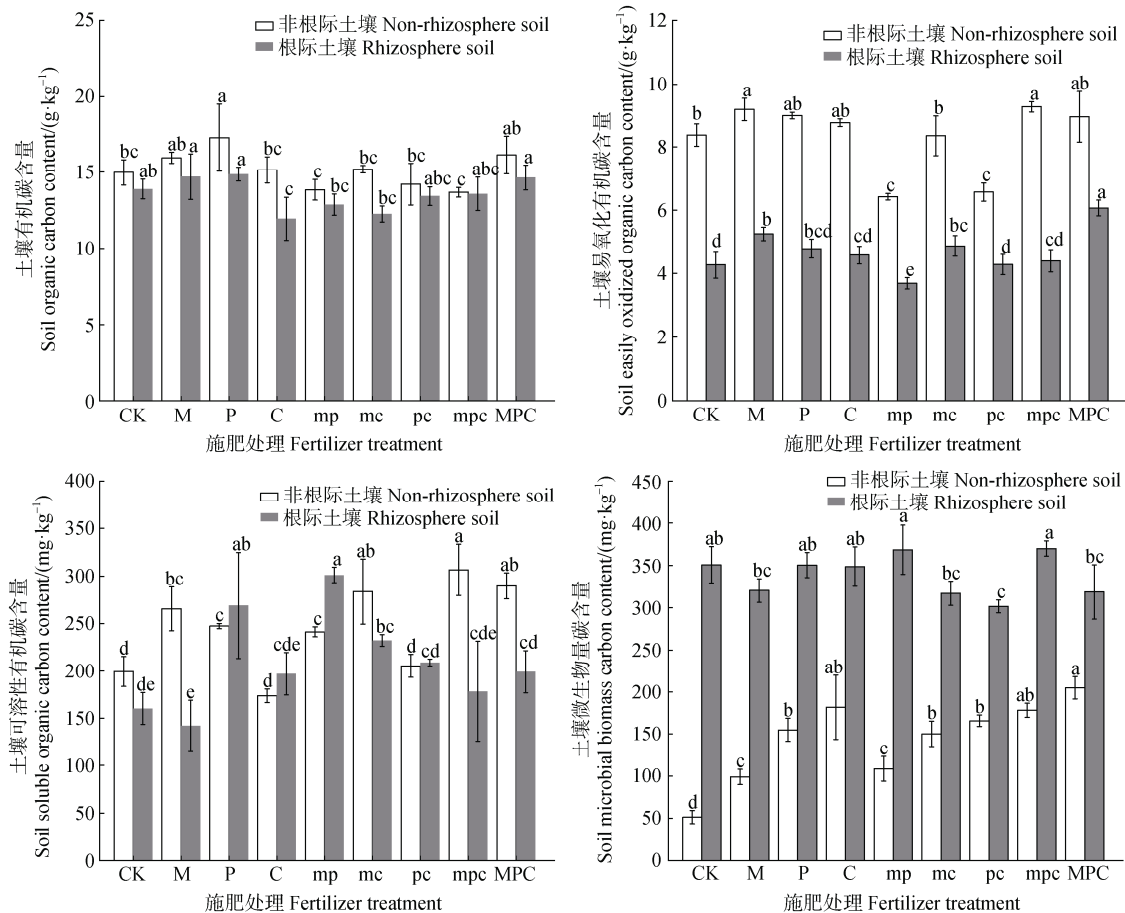 25
20
15
10
5
0
土壤有机碳含量
Soil organic carbon content/(g·kg⁻¹)
非根际土壤 Non-rhizosphere soil
根际土壤 Rhizosphere soil
bc ab ab a a a bc c c bc bc bc bc abc c abc ab a
CK M P C mp mc pc mpc MPC
施肥处理 Fertilizer treatment
12
10
8
6
4
2
0
土壤易氧化有机碳含量
Soil easily oxidized organic carbon content/(g·kg⁻¹)
非根际土壤 Non-rhizosphere soil
根际土壤 Rhizosphere soil
b d a b ab bcd ab cd c e b bc c d a cd ab a
CK M P C mp mc pc mpc MPC
施肥处理 Fertilizer treatment
400
350
300
250
200
150
100
50
0
土壤可溶性有机碳含量
Soil soluble organic carbon content/(mg·kg⁻¹)
非根际土壤 Non-rhizosphere soil
根际土壤 Rhizosphere soil
d de bc e c ab d cde c a ab bc d cd a cde ab cd
CK M P C mp mc pc mpc MPC
施肥处理 Fertilizer treatment
450
400
350
300
250
200
150
100
50
0
土壤微生物量碳含量
Soil microbial biomass carbon content/(mg·kg⁻¹)
非根际土壤 Non-rhizosphere soil
根际土壤 Rhizosphere soil
d ab c bc b ab ab ab c a b bc b c ab a a bc
CK M P C mp mc pc mpc MPC
施肥处理 Fertilizer treatment